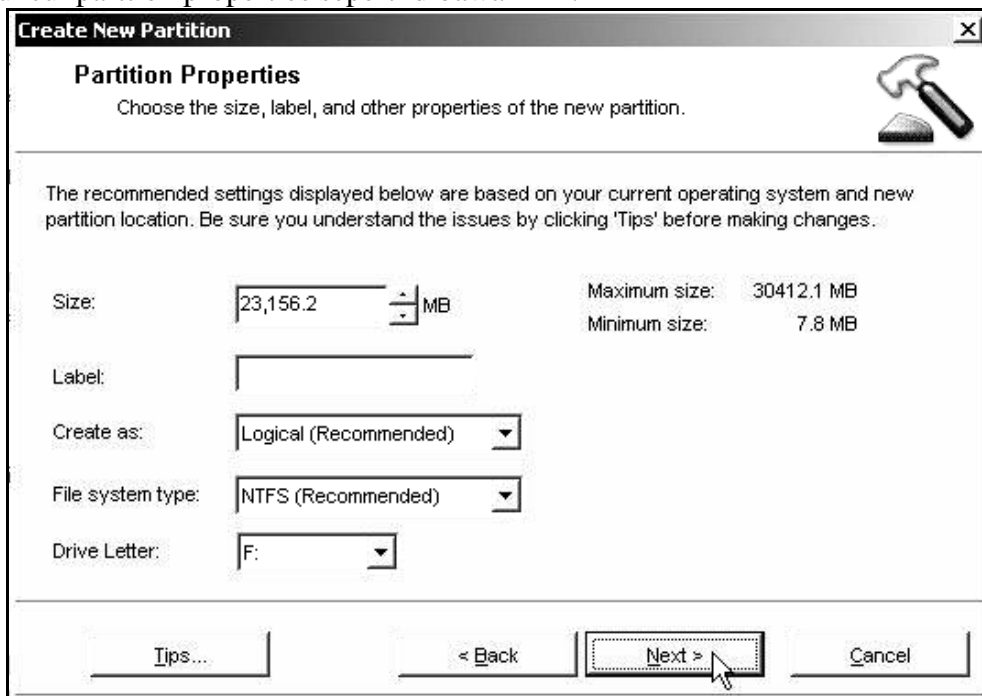 Create New Partition
Partition Properties
Choose the size, label, and other properties of the new partition.
The recommended settings displayed below are based on your current operating system and new
partition location. Be sure you understand the issues by clicking 'Tips' before making changes.
Size: 23,156.2 MB
Maximum size: 30412.1 MB
Minimum size: 7.8 MB
Label:
Create as: Logical (Recommended)
File system type: NTFS (Recommended)
Drive Letter: F:
Tips... < Back Next > Cancel